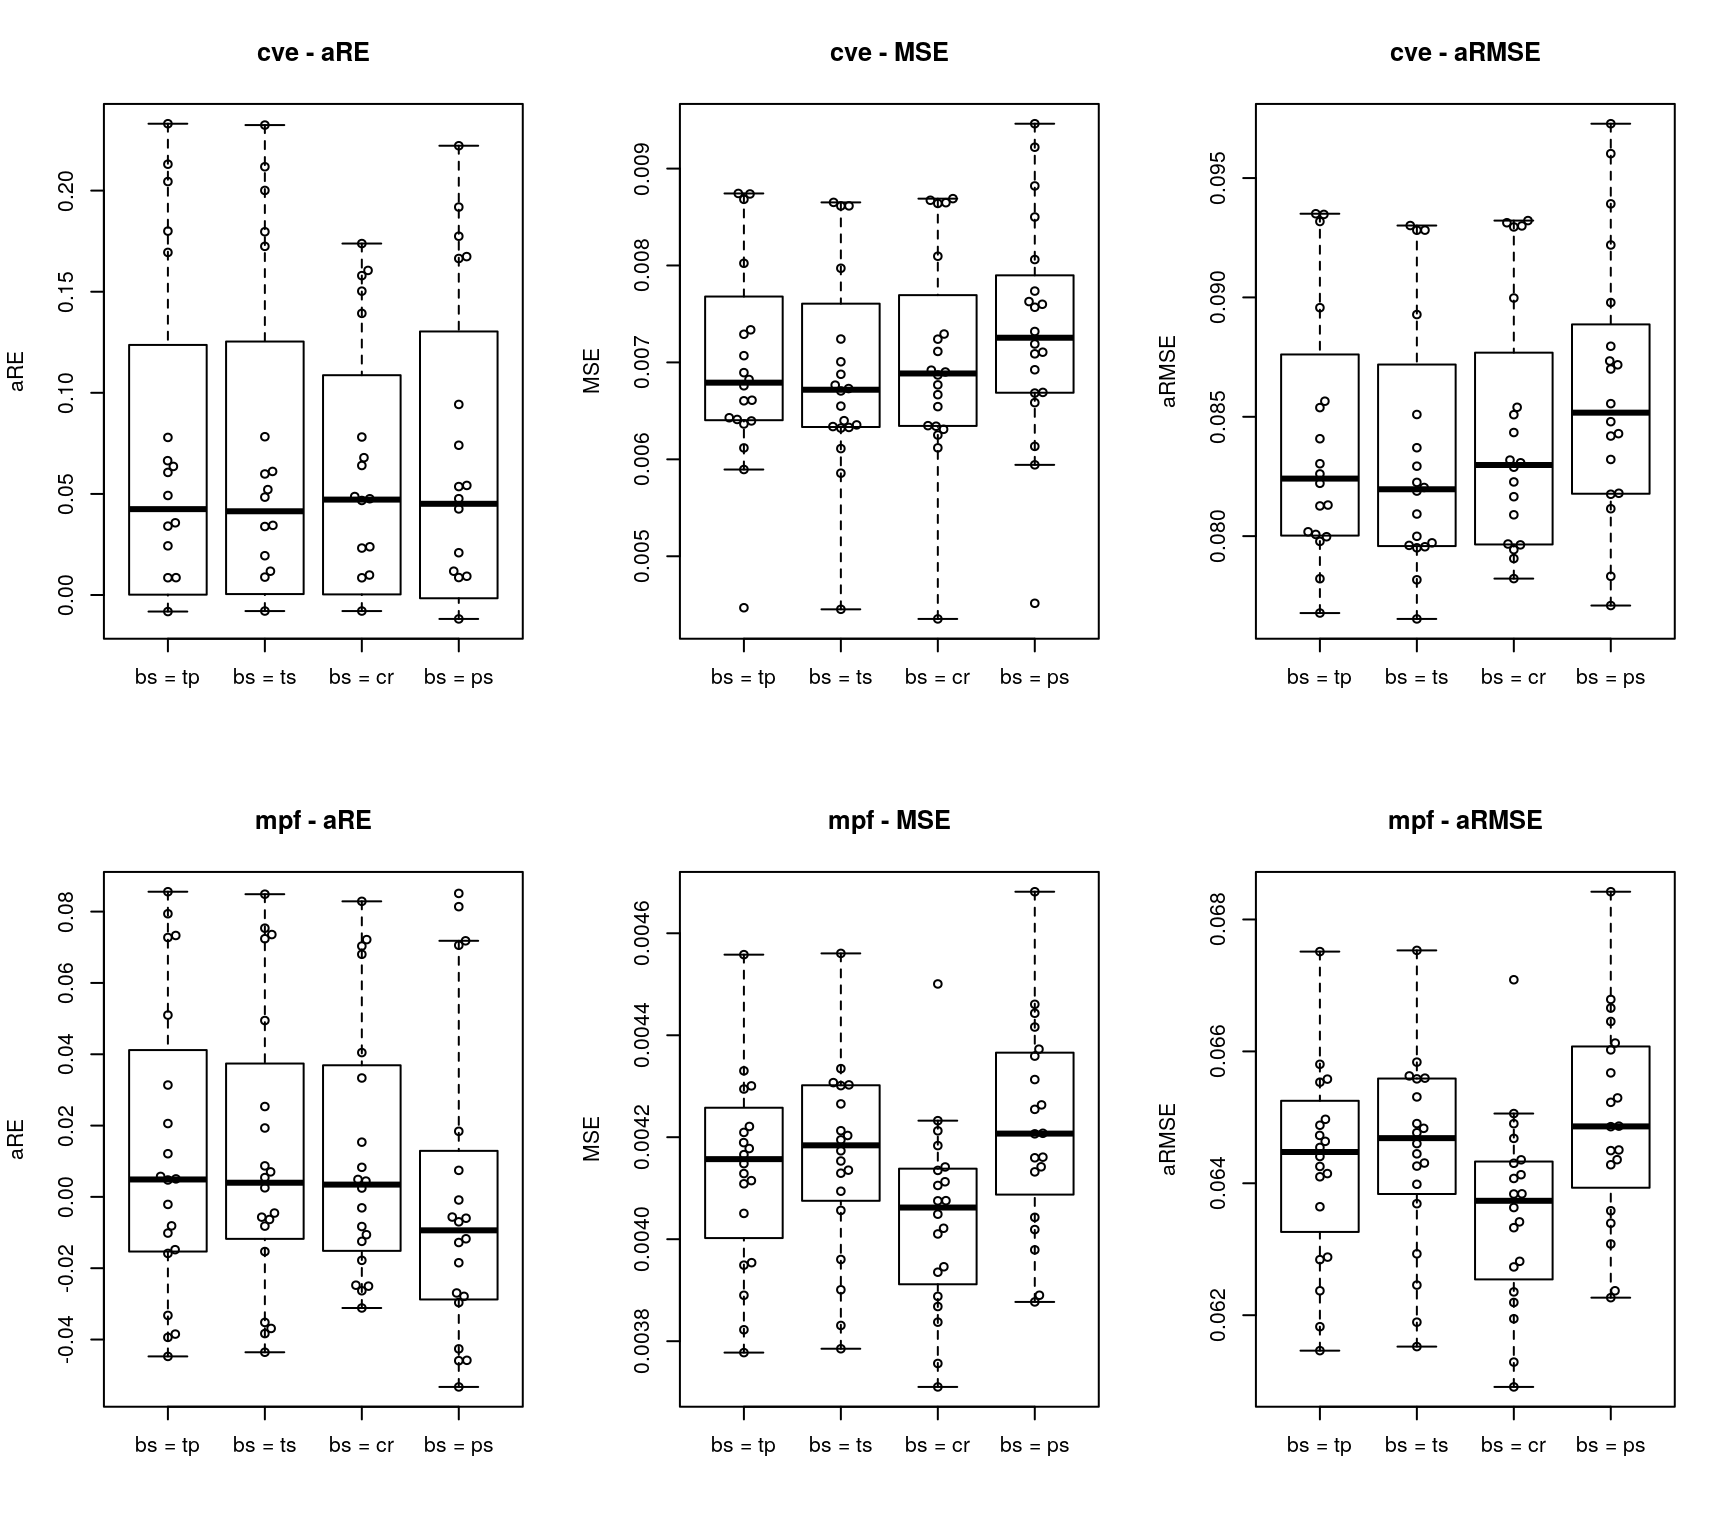 cve - aRE
aRE
0.00
0.05
0.10
0.15
0.20
bs = tp
bs = ts
bs = cr
bs = ps
cve - MSE
MSE
0.005
0.006
0.007
0.008
0.009
bs = tp
bs = ts
bs = cr
bs = ps
cve - aRMSE
aRMSE
0.080
0.085
0.090
0.095
bs = tp
bs = ts
bs = cr
bs = ps
mpf - aRE
aRE
-0.04
-0.02
0.00
0.02
0.04
0.06
0.08
bs = tp
bs = ts
bs = cr
bs = ps
mpf - MSE
MSE
0.0038
0.0040
0.0042
0.0044
0.0046
bs = tp
bs = ts
bs = cr
bs = ps
mpf - aRMSE
aRMSE
0.062
0.064
0.066
0.068
bs = tp
bs = ts
bs = cr
bs = ps